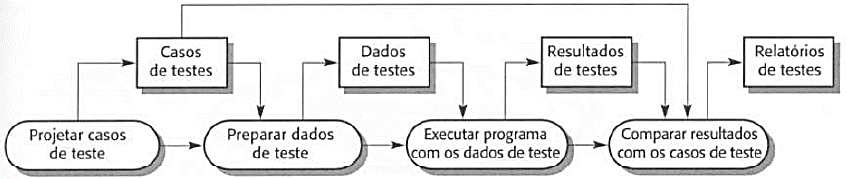 Casos
de testes
Dados
de testes
Resultados
de testes
Relatórios
de testes
Projetar casos
de teste
Preparar dados
de teste
Executar programa
com os dados de teste
Comparar resultados
com os casos de teste